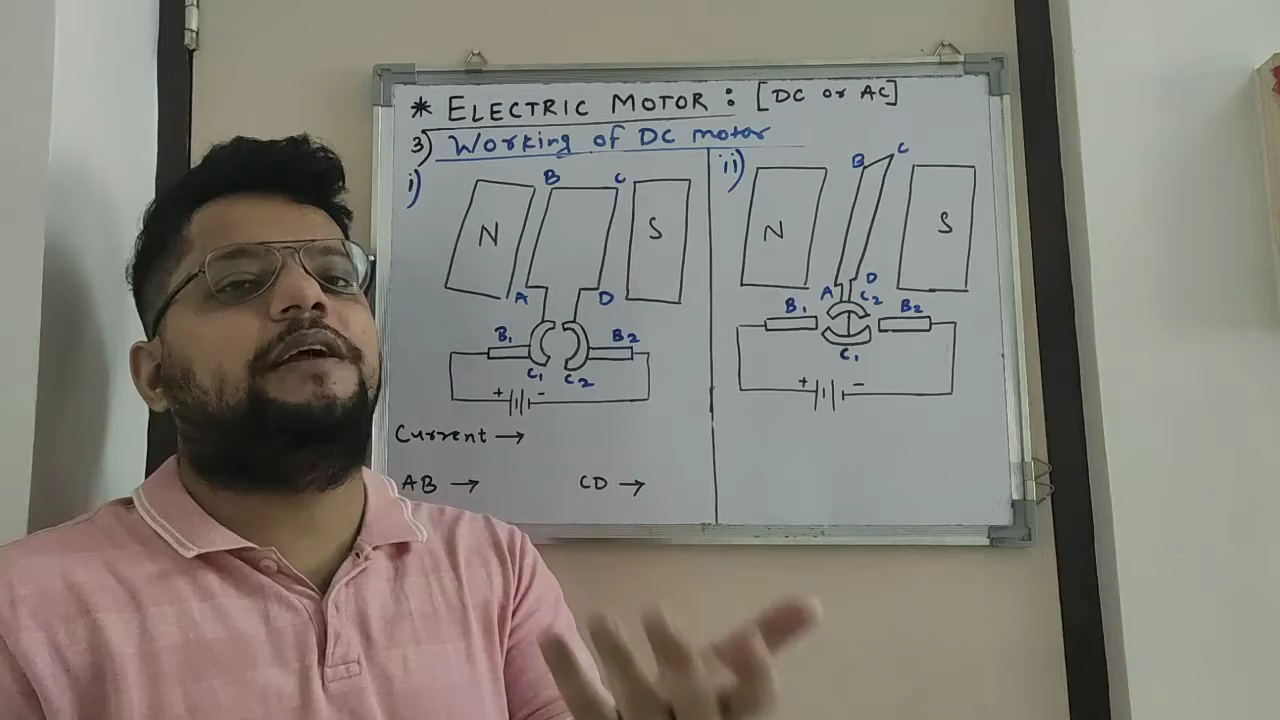 * ELECTRIC MOTOR : [DC or AC]
3) Working of DC motor
i)
B C
N S
A D
B1 B2
C1 C2
+ -
Current →
AB → CD →
ii)
B C
N S
A D
C2
B1 B2
C1
+ -